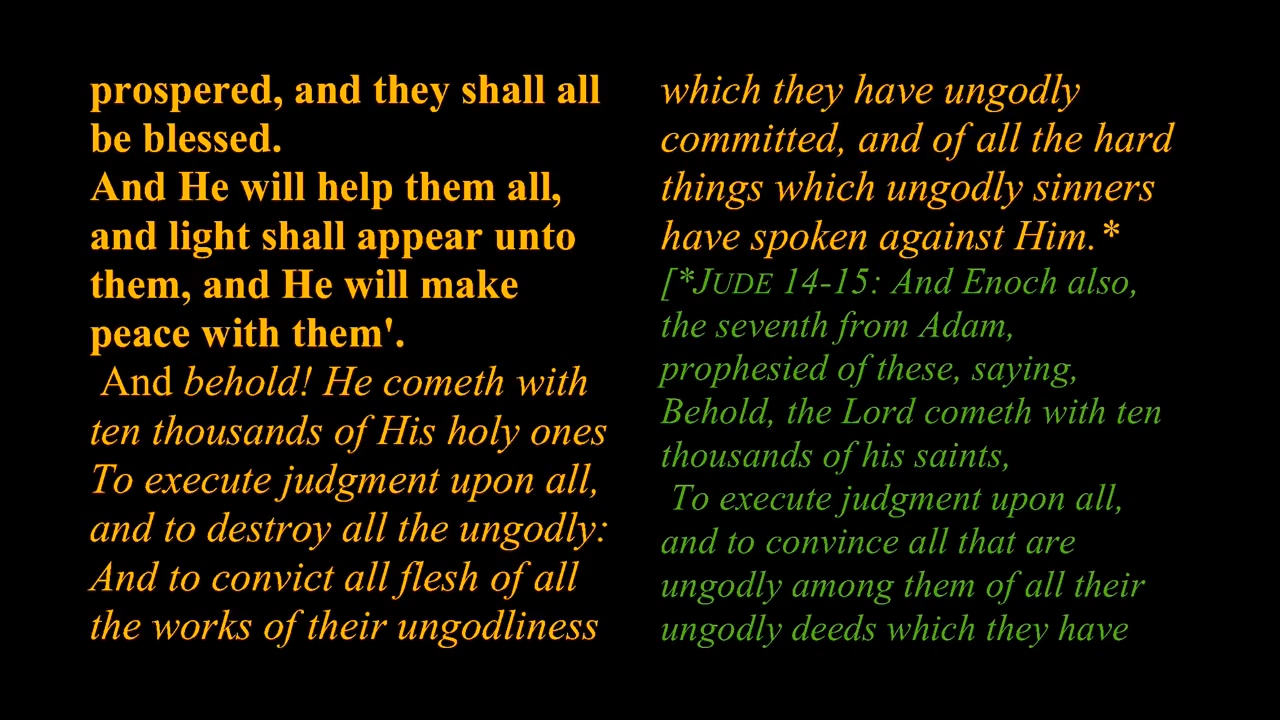 prospered, and they shall all
be blessed.
And He will help them all,
and light shall appear unto
them, and He will make
peace with them'.
And behold! He cometh with
ten thousands of His holy ones
To execute judgment upon all,
and to destroy all the ungodly:
And to convict all flesh of all
the works of their ungodliness
which they have ungodly
committed, and of all the hard
things which ungodly sinners
have spoken against Him.*
[*JUDE 14-15: And Enoch also,
the seventh from Adam,
prophesied of these, saying,
Behold, the Lord cometh with ten
thousands of his saints,
To execute judgment upon all,
and to convince all that are
ungodly among them of all their
ungodly deeds which they have